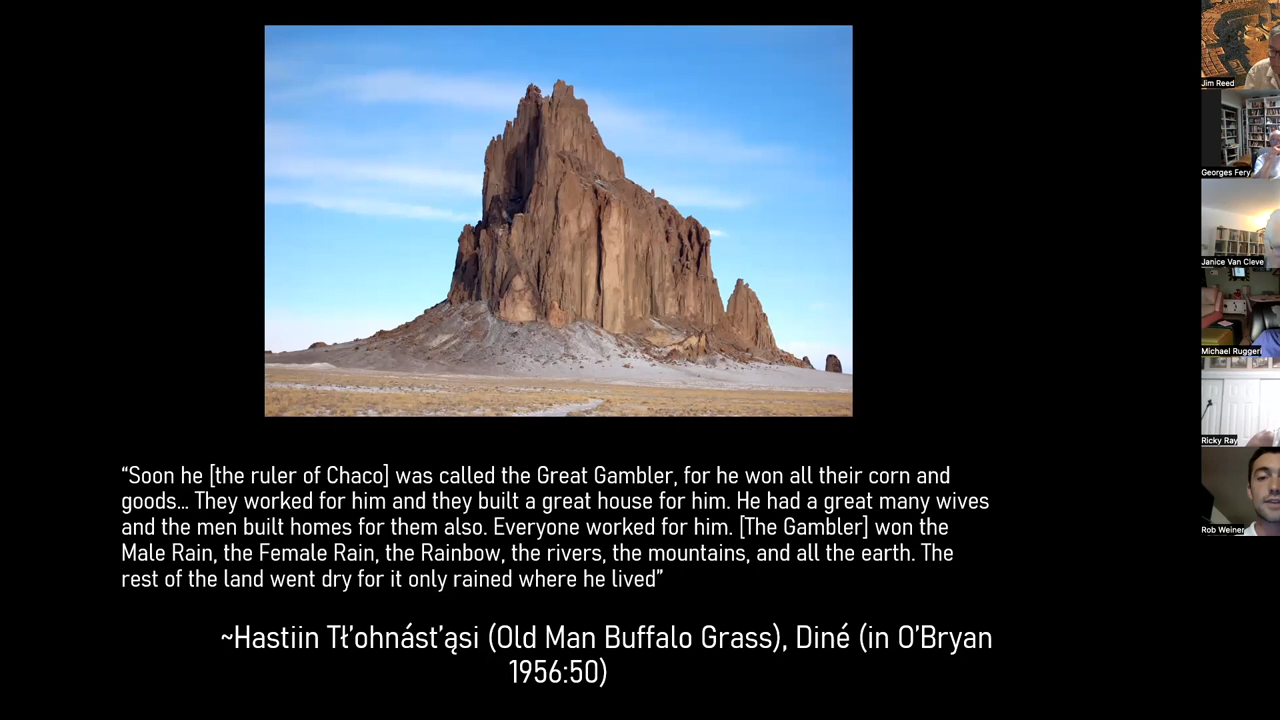 “Soon he [the ruler of Chaco] was called the Great Gambler, for he won all their corn and
goods... They worked for him and they built a great house for him. He had a great many wives
and the men built homes for them also. Everyone worked for him. [The Gambler] won the
Male Rain, the Female Rain, the Rainbow, the rivers, the mountains, and all the earth. The
rest of the land went dry for it only rained where he lived”
~Hastiin Tł’ohnást’ąsi (Old Man Buffalo Grass), Diné (in O’Bryan
1956:50)
Jim Reed
Georges Fery
Janice Van Cleve
Michael Ruggeri
Ricky Ray
Rob Weiner